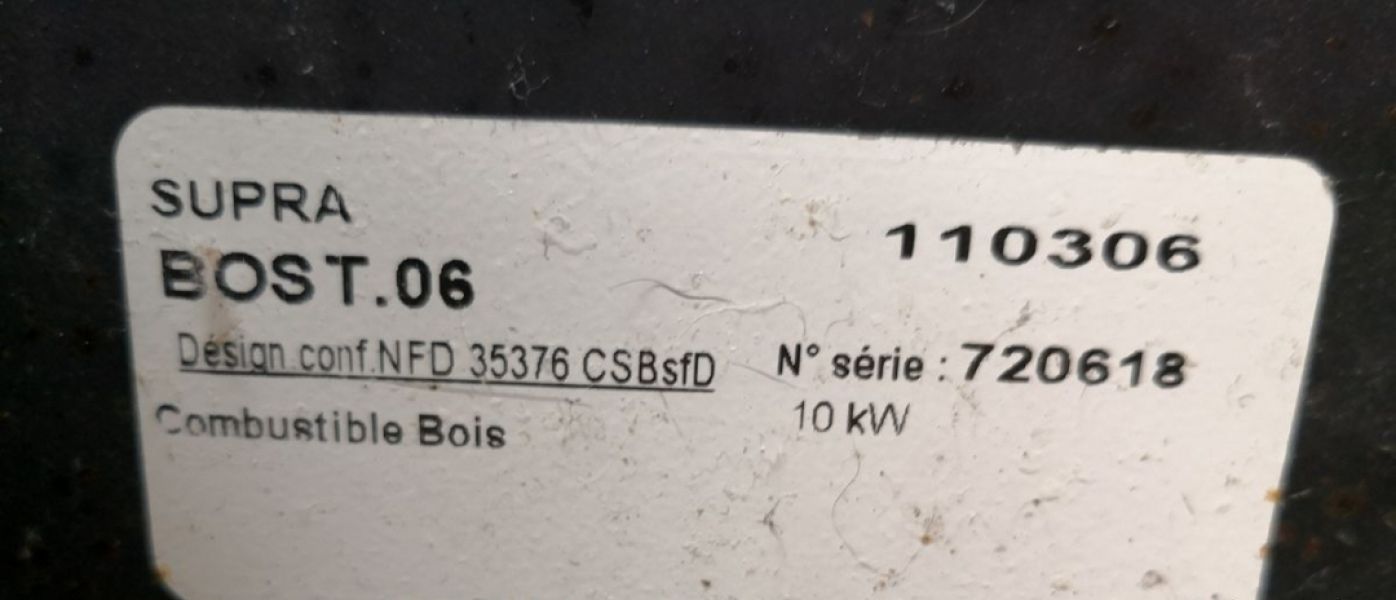 SUPRA
110306
BOST.06
Désign.conf.NFD 35376 CSBsfD
N° série : 720618
Combustible Bois
10 kW